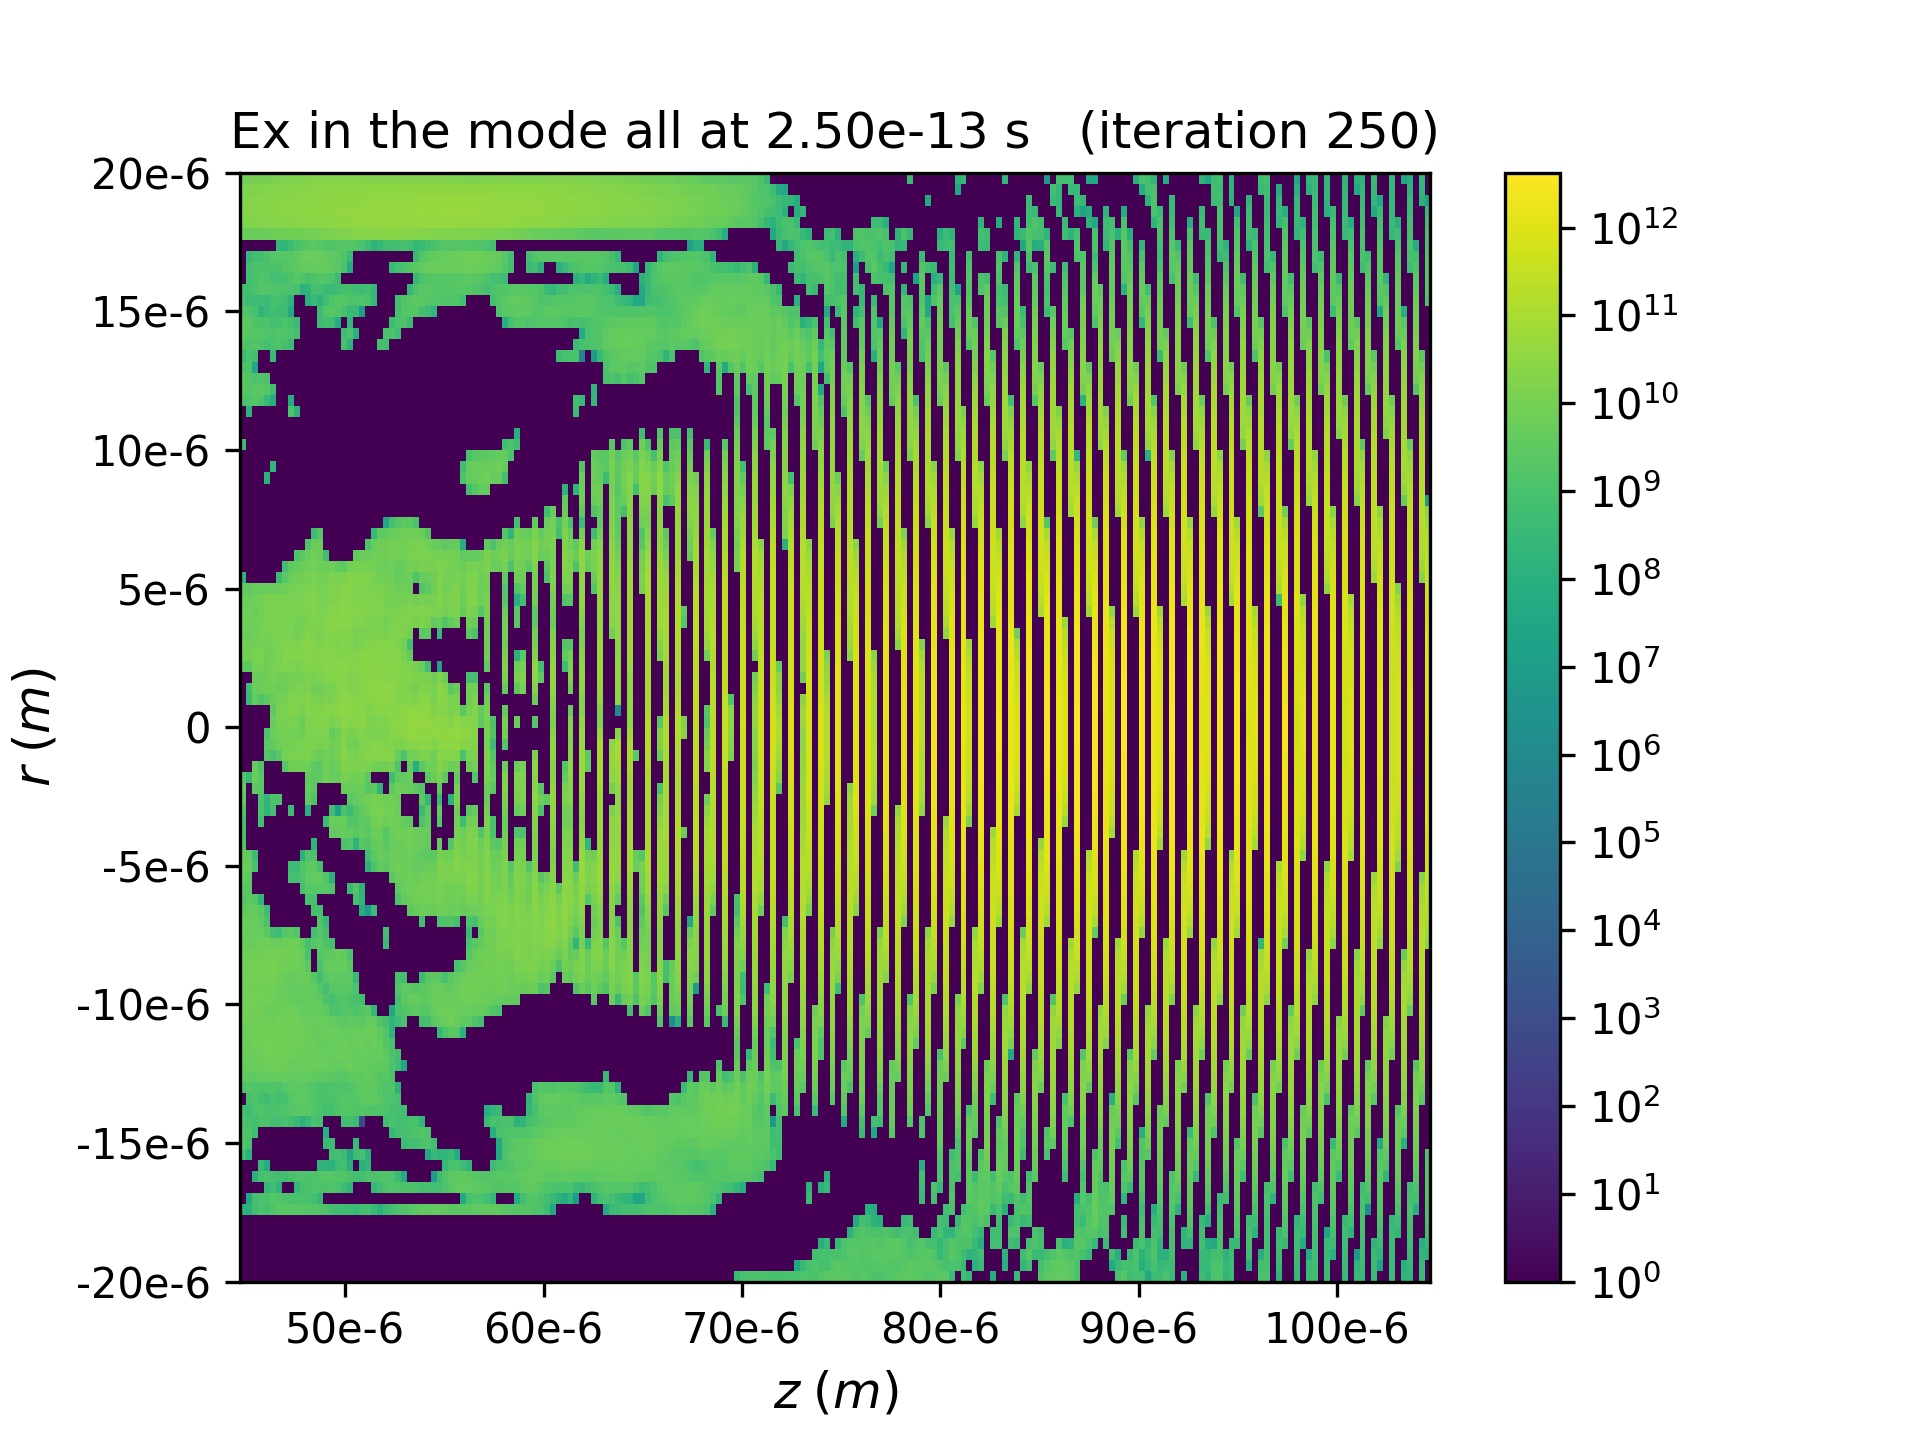 Ex in the mode all at 2.50e-13 s (iteration 250)
20e-6
15e-6
10e-6
5e-6
0
-5e-6
-10e-6
-15e-6
-20e-6
r (m)
50e-6 60e-6 70e-6 80e-6 90e-6 100e-6
z (m)
10¹²
10¹¹
10¹⁰
10⁹
10⁸
10⁷
10⁶
10⁵
10⁴
10³
10²
10¹
10⁰